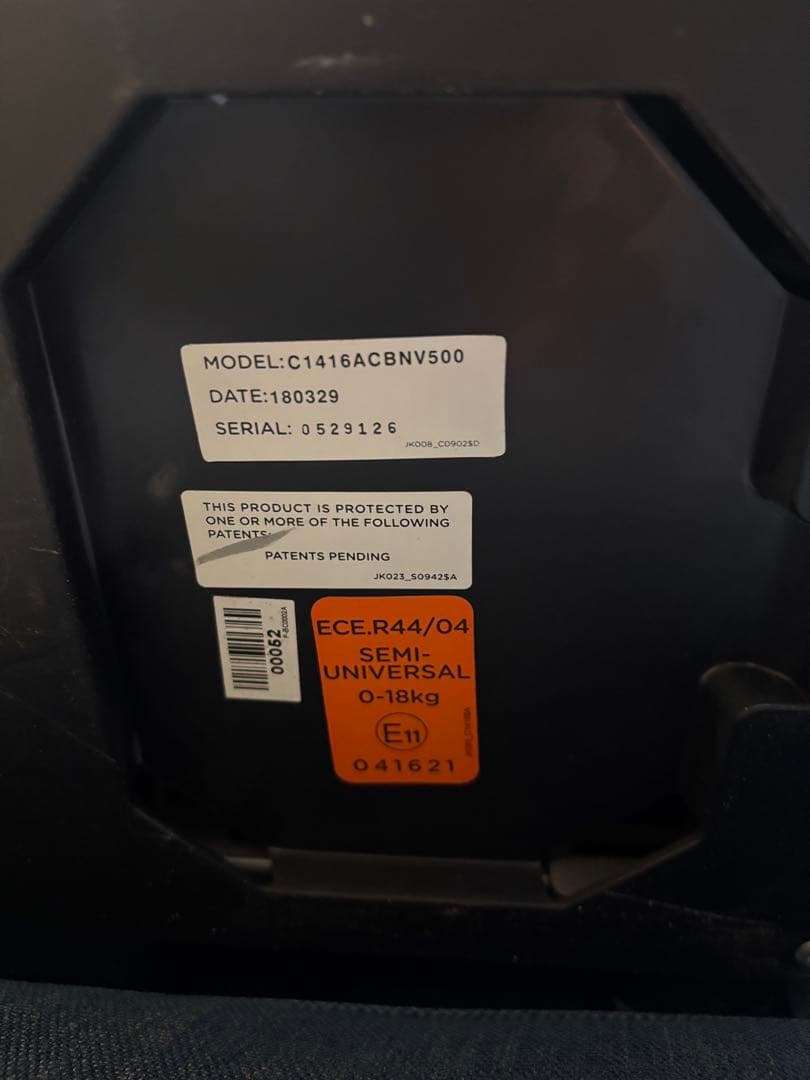 MODEL:C1416ACBNV500
DATE:180329
SERIAL: 0529126
JK008_C0902$D
THIS PRODUCT IS PROTECTED BY
ONE OR MORE OF THE FOLLOWING
PATENTS:
PATENTS PENDING
JK023_S0942$A
00052
F-BC0002A
ECE.R44/04
SEMI-
UNIVERSAL
0-18kg
E11
041621